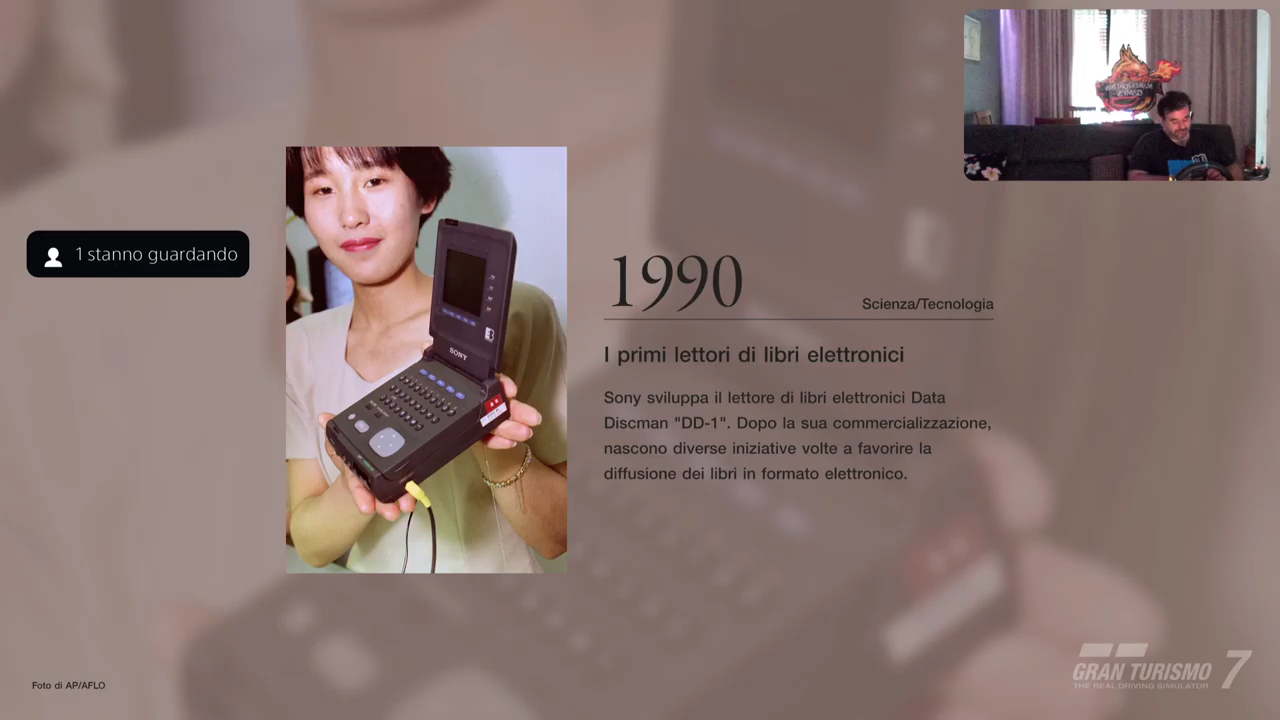 1 stanno guardando
SONY
1990
Scienza/Tecnologia
I primi lettori di libri elettronici
Sony sviluppa il lettore di libri elettronici Data
Discman "DD-1". Dopo la sua commercializzazione,
nascono diverse iniziative volte a favorire la
diffusione dei libri in formato elettronico.
Foto di AP/AFLO
GRAN TURISMO 7
THE REAL DRIVING SIMULATOR